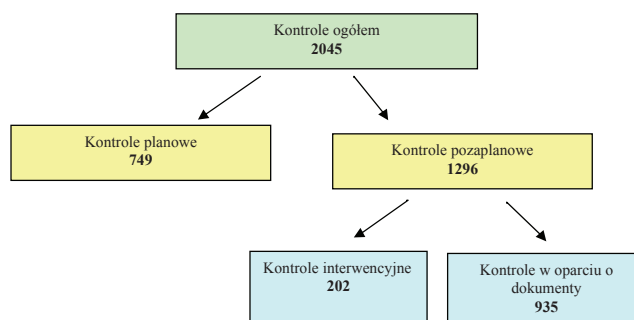 Kontrole ogółem
2045
Kontrole planowe
749
Kontrole pozaplanowe
1296
Kontrole interwencyjne
202
Kontrole w oparciu o
dokumenty
935